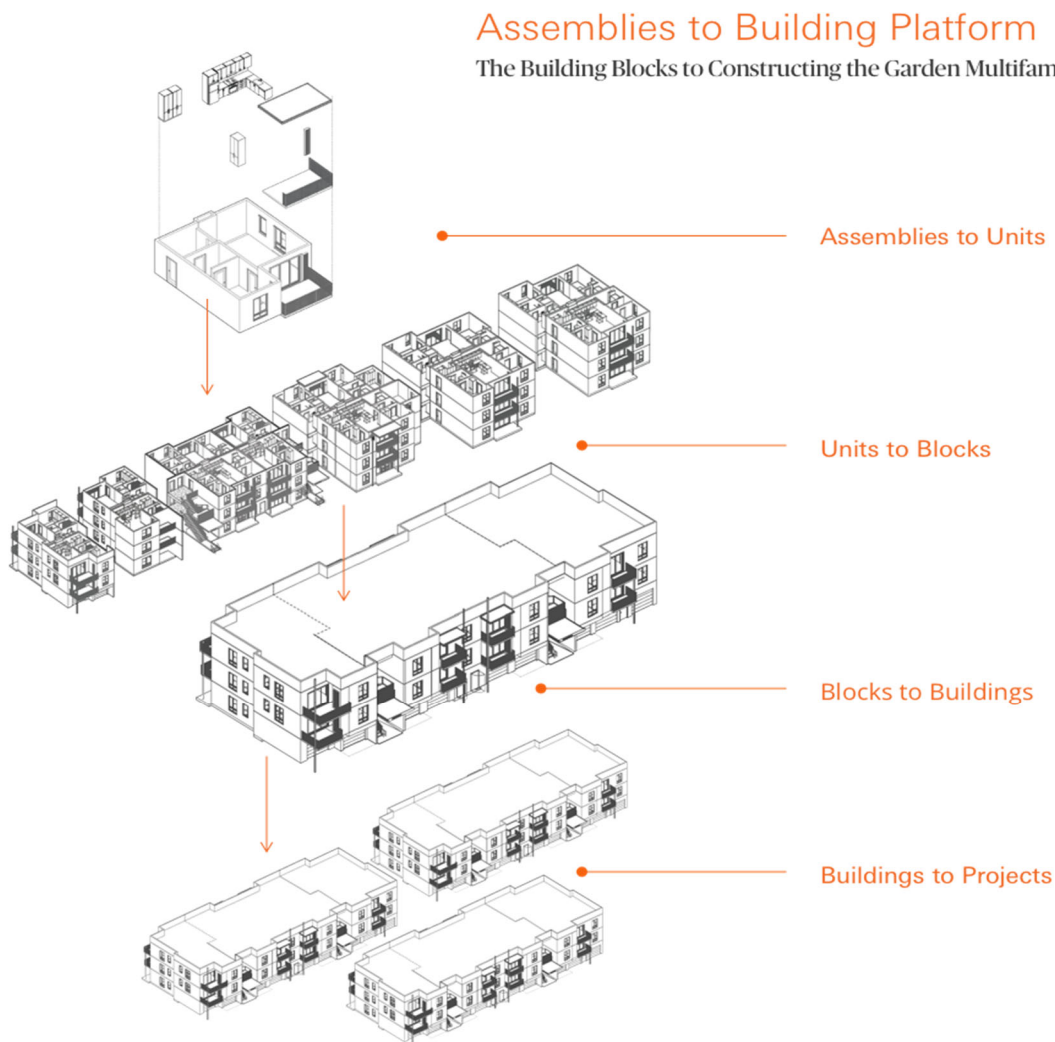 Assemblies to Building Platform
The Building Blocks to Constructing the Garden Multifam
Assemblies to Units
Units to Blocks
Blocks to Buildings
Buildings to Projects